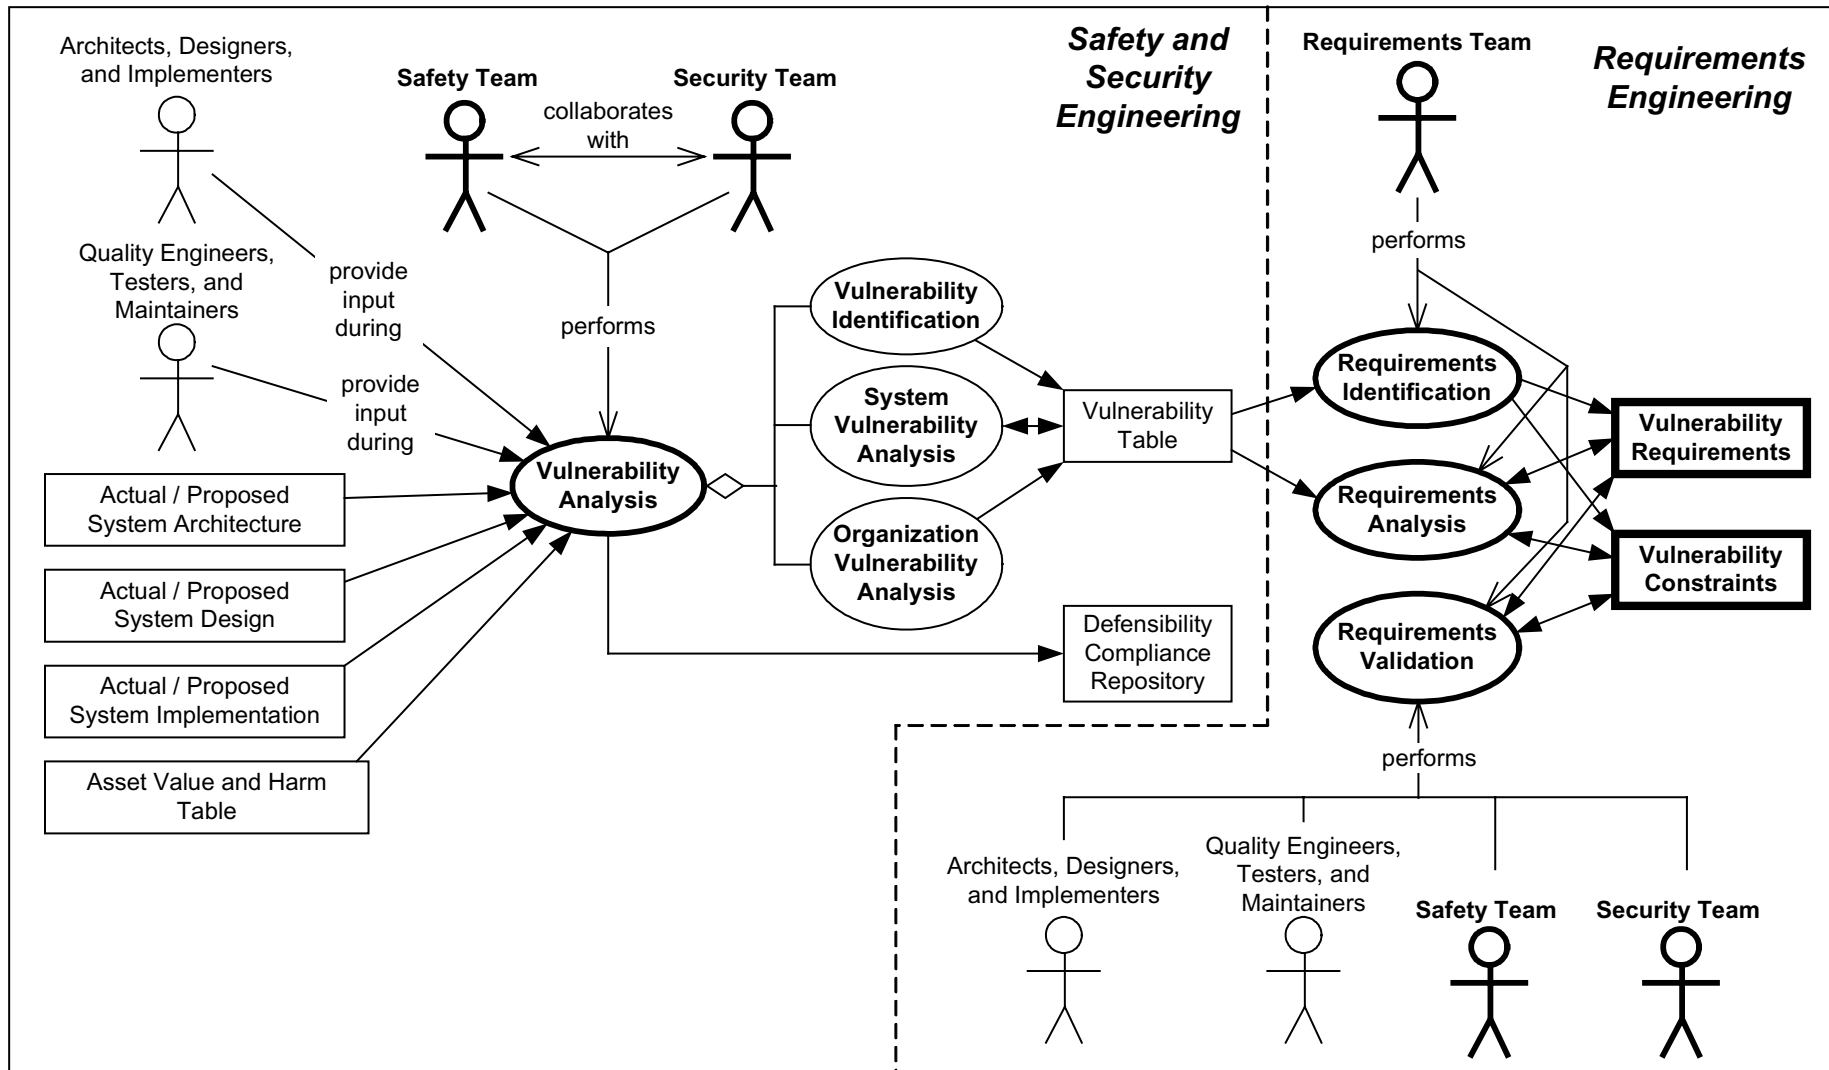 Architects, Designers,
and Implementers
Safety Team
Security Team
collaborates
with
Safety and
Security
Engineering
Requirements Team
Requirements
Engineering
Quality Engineers,
Testers, and
Maintainers
provide
input
during
provide
input
during
performs
performs
Vulnerability
Identification
System
Vulnerability
Analysis
Organization
Vulnerability
Analysis
Vulnerability
Analysis
Vulnerability
Table
Requirements
Identification
Requirements
Analysis
Requirements
Validation
Vulnerability
Requirements
Vulnerability
Constraints
Actual / Proposed
System Architecture
Actual / Proposed
System Design
Actual / Proposed
System Implementation
Asset Value and Harm
Table
Defensibility
Compliance
Repository
performs
Architects, Designers,
and Implementers
Quality Engineers,
Testers, and
Maintainers
Safety Team
Security Team